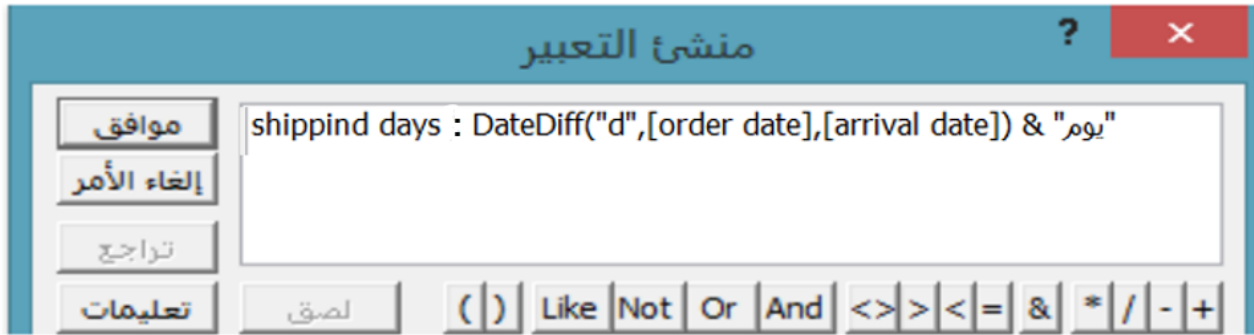 منشئ التعبير
?
×
موافق
shippind days : DateDiff("d",[order date],[arrival date]) & "يوم"
إلغاء الأمر
تراجع
تعليمات
لصق
( ) Like Not Or And <> > < = & * / - +